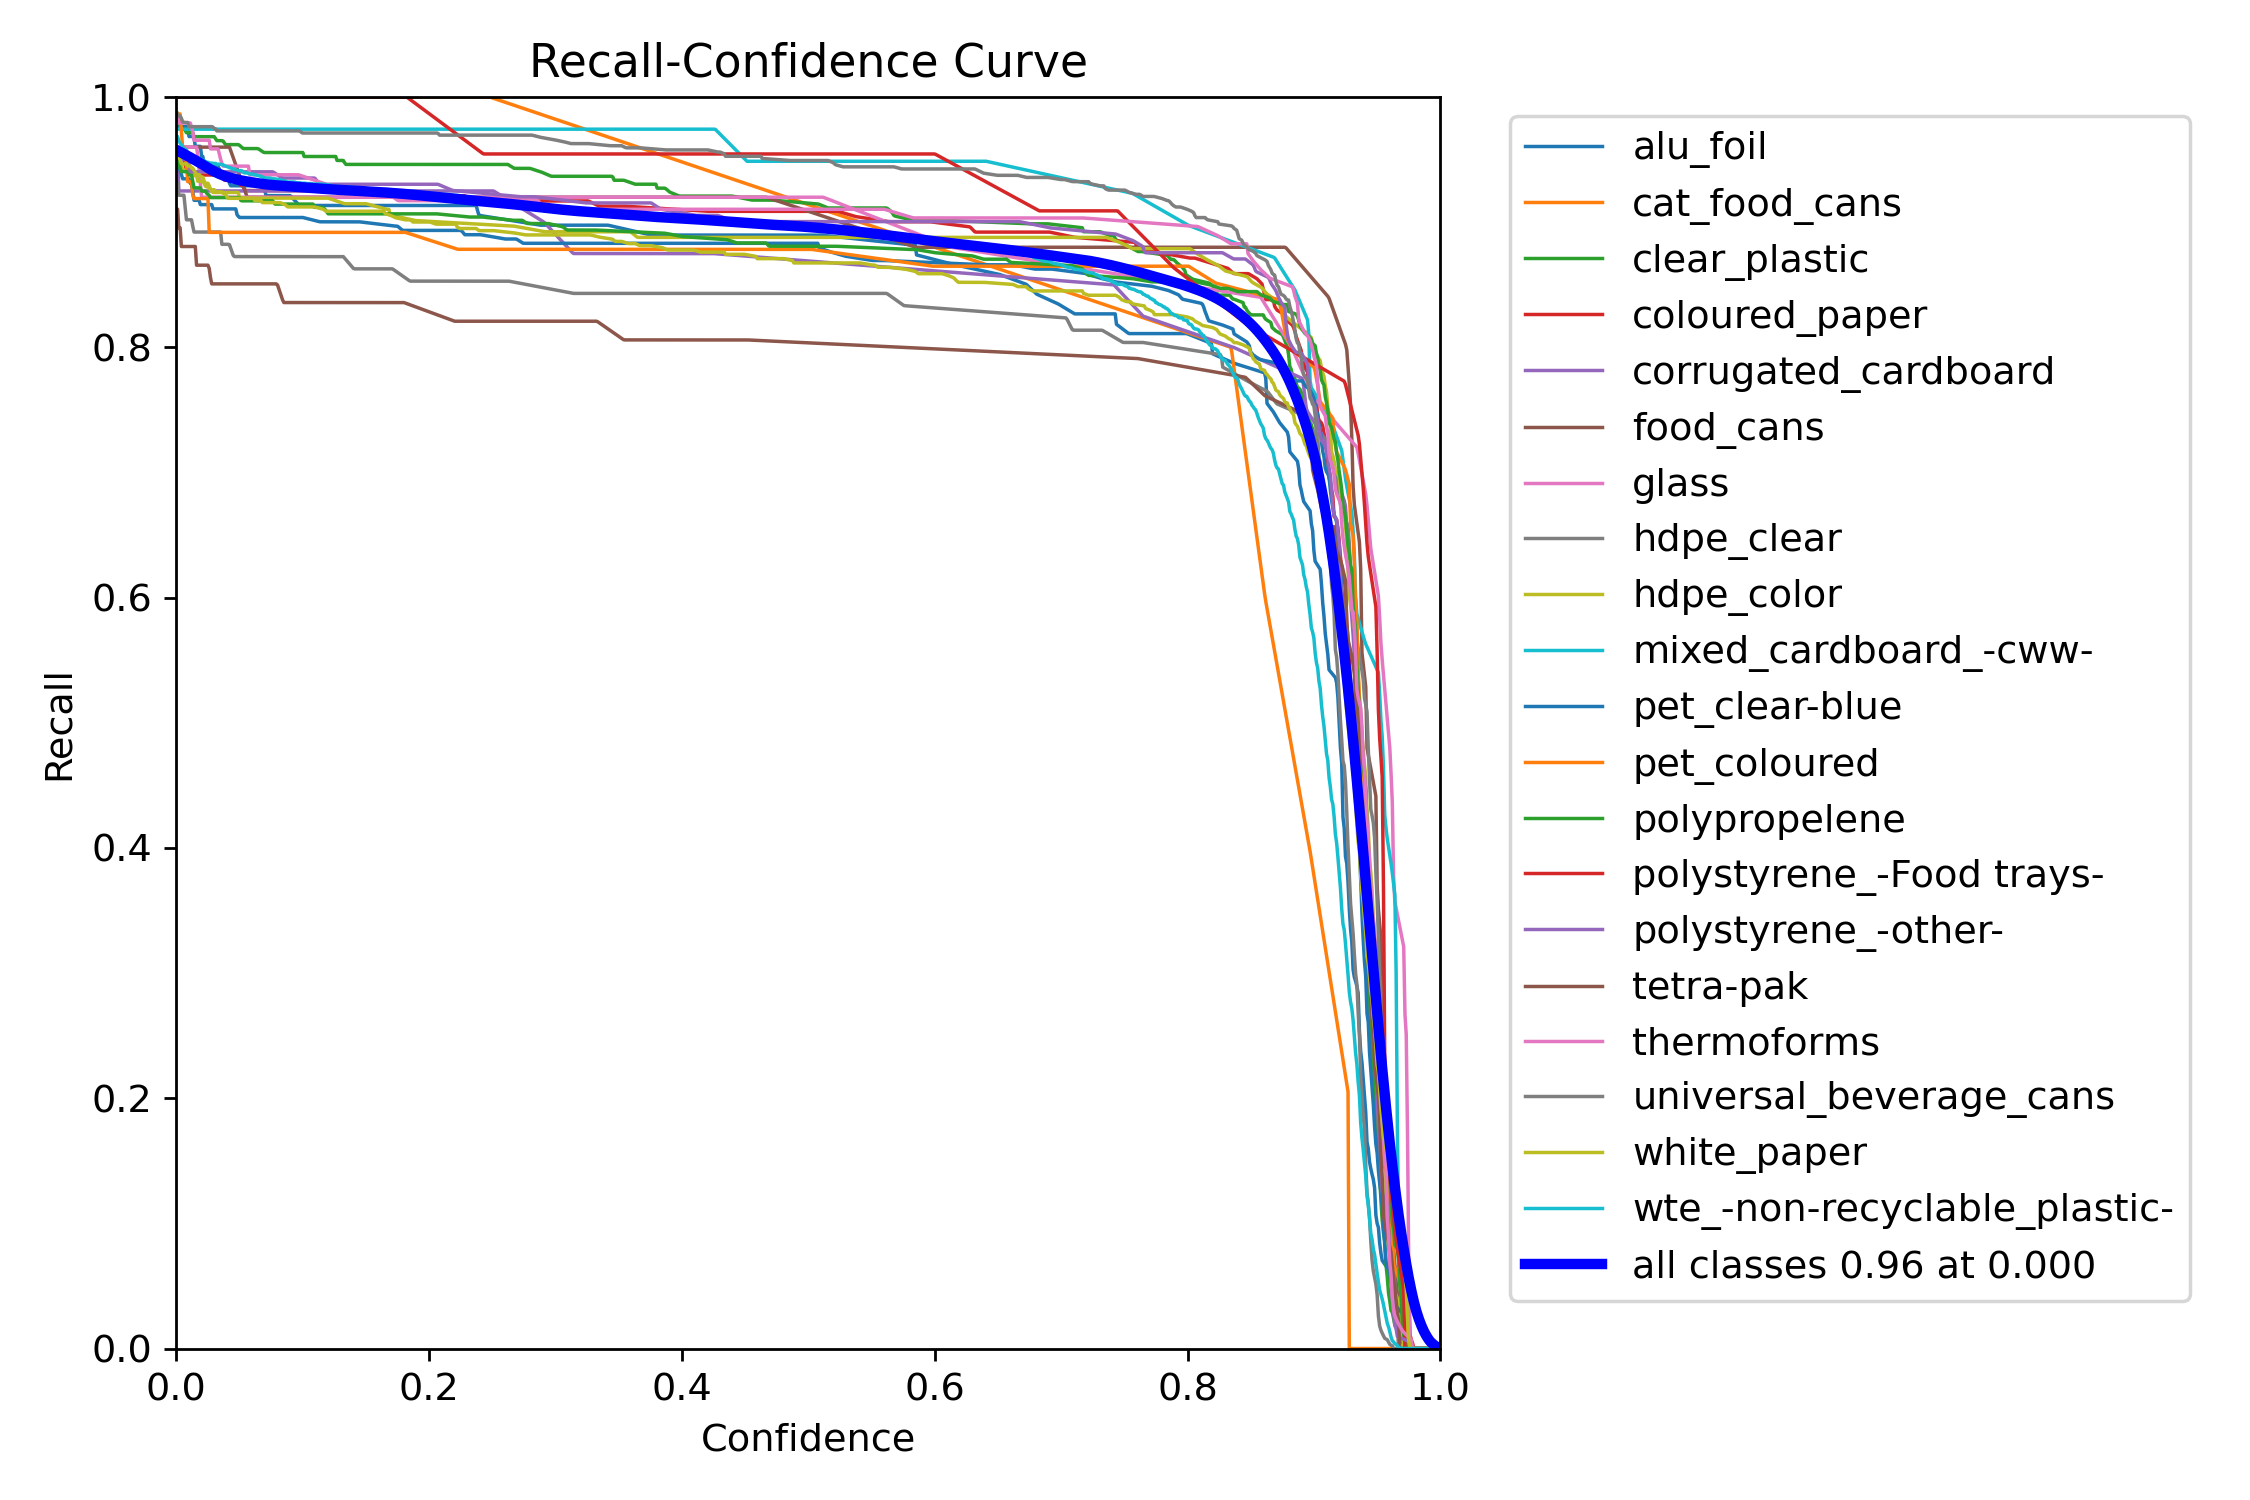 Recall-Confidence Curve
1.0
0.8
0.6
0.4
0.2
0.0
Recall
0.0 0.2 0.4 0.6 0.8 1.0
Confidence
alu_foil
cat_food_cans
clear_plastic
coloured_paper
corrugated_cardboard
food_cans
glass
hdpe_clear
hdpe_color
mixed_cardboard_-cww-
pet_clear-blue
pet_coloured
polypropelene
polystyrene_-Food trays-
polystyrene_-other-
tetra-pak
thermoforms
universal_beverage_cans
white_paper
wte_-non-recyclable_plastic-
all classes 0.96 at 0.000